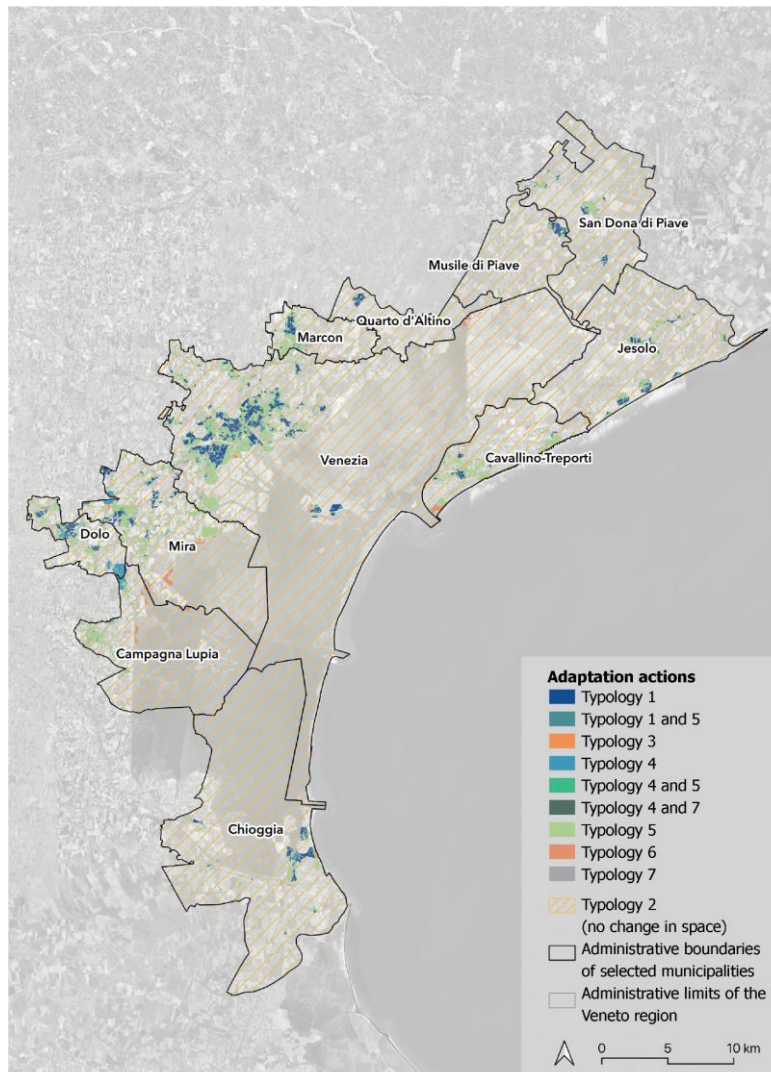 San Dona di Piave
Musile di Piave
Quarto d'Altino
Marcon
Jesolo
Venezia
Cavallino-Treporti
Dolo
Mira
Campagna Lupia
Chioggia
Adaptation actions
Typology 1
Typology 1 and 5
Typology 3
Typology 4
Typology 4 and 5
Typology 4 and 7
Typology 5
Typology 6
Typology 7
Typology 2
(no change in space)
Administrative boundaries
of selected municipalities
Administrative limits of the
Veneto region
0 5 10 km